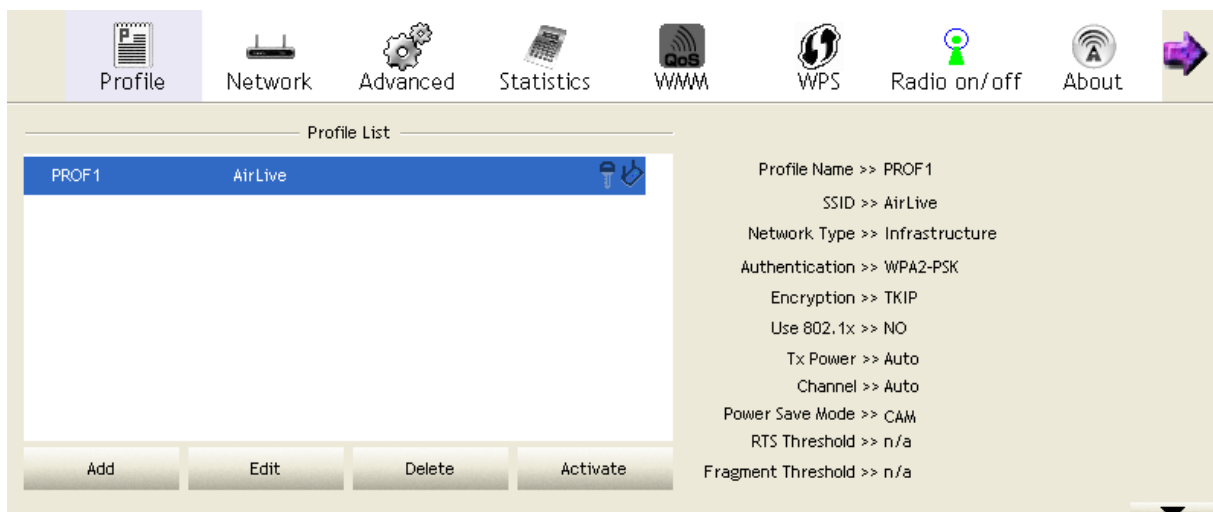 Profile
Network
Advanced
Statistics
QoS
WMM
WPS
Radio on/off
About
Profile List
PROF1 AirLive
Add
Edit
Delete
Activate
Profile Name >> PROF1
SSID >> AirLive
Network Type >> Infrastructure
Authentication >> WPA2-PSK
Encryption >> TKIP
Use 802.1x >> NO
Tx Power >> Auto
Channel >> Auto
Power Save Mode >> CAM
RTS Threshold >> n/a
Fragment Threshold >> n/a